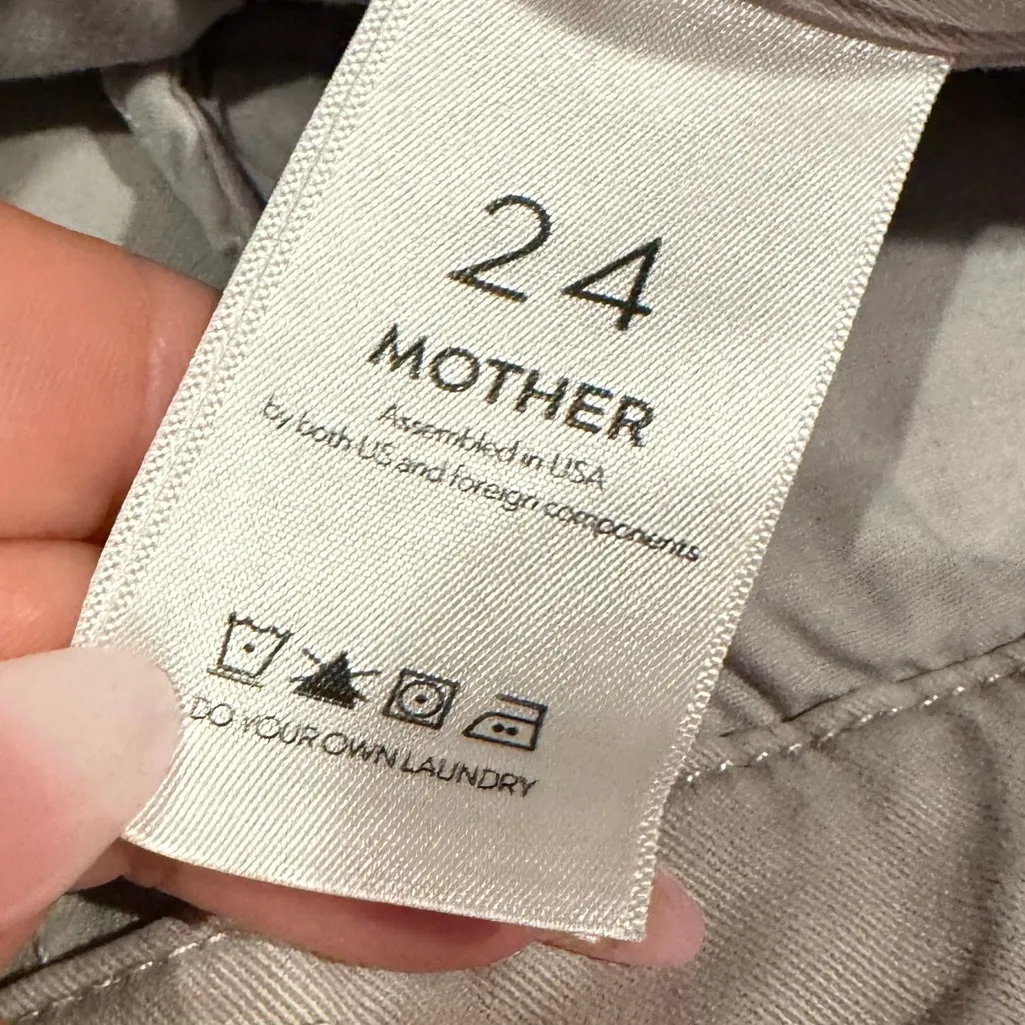 24
MOTHER
Assembled in USA
by both US and foreign components
DO YOUR OWN LAUNDRY